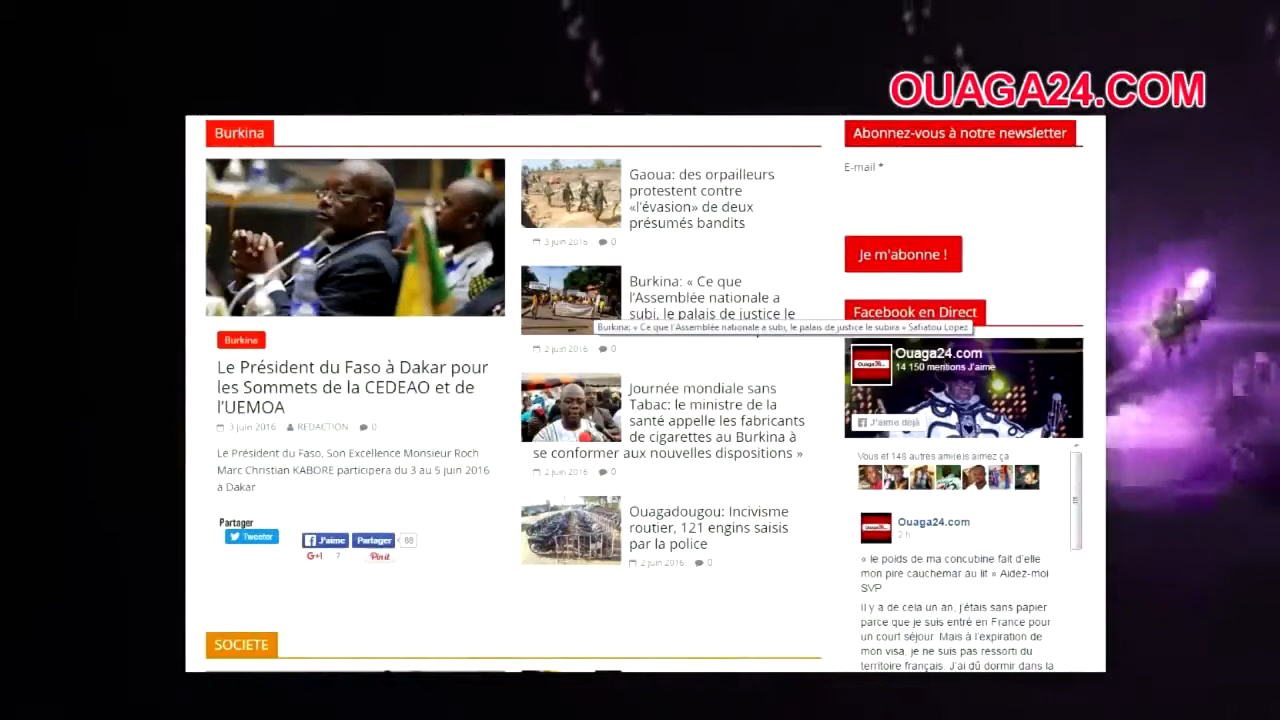 OUAGA24.COM
Burkina
Le Président du Faso à Dakar pour
les Sommets de la CEDEAO et de
l'UEMOA
3 juin 2016 REDACTION 0
Le Président du Faso, Son Excellence Monsieur Roch
Marc Christian KABORE participera du 3 au 5 juin 2016
à Dakar
Partager
Tweeter
J'aime Partager 88
G+1 7 Pin it
Burkina
Gaoua: des orpailleurs
protestent contre
«l'évasion» de deux
présumés bandits
3 juin 2016 0
Burkina: « Ce que
l'Assemblée nationale a
subi, le palais de justice le
Burkina: « Ce que l'Assemblée nationale a subi, le palais de justice le subira » Safiatou Lopez
2 juin 2016 0
Journée mondiale sans
Tabac: le ministre de la
santé appelle les fabricants
de cigarettes au Burkina à
se conformer aux nouvelles dispositions »
2 juin 2016 0
Ouagadougou: Incivisme
routier, 121 engins saisis
par la police
2 juin 2016 0
SOCIETE
Abonnez-vous à notre newsletter
E-mail *
Je m'abonne !
Facebook en Direct
Ouaga24.com
14 150 mentions J'aime
J'aime déjà
Vous et 148 autres ami(e)s aimez ça
Ouaga24.com
2 h
« le poids de ma concubine fait d'elle
mon pire cauchemar au lit » Aidez-moi
SVP
Il y a de cela un an, j'étais sans papier
parce que je suis entré en France pour
un court séjour. Mais à l'expiration de
mon visa, je ne suis pas ressorti du
territoire français. J'ai dû dormir dans la